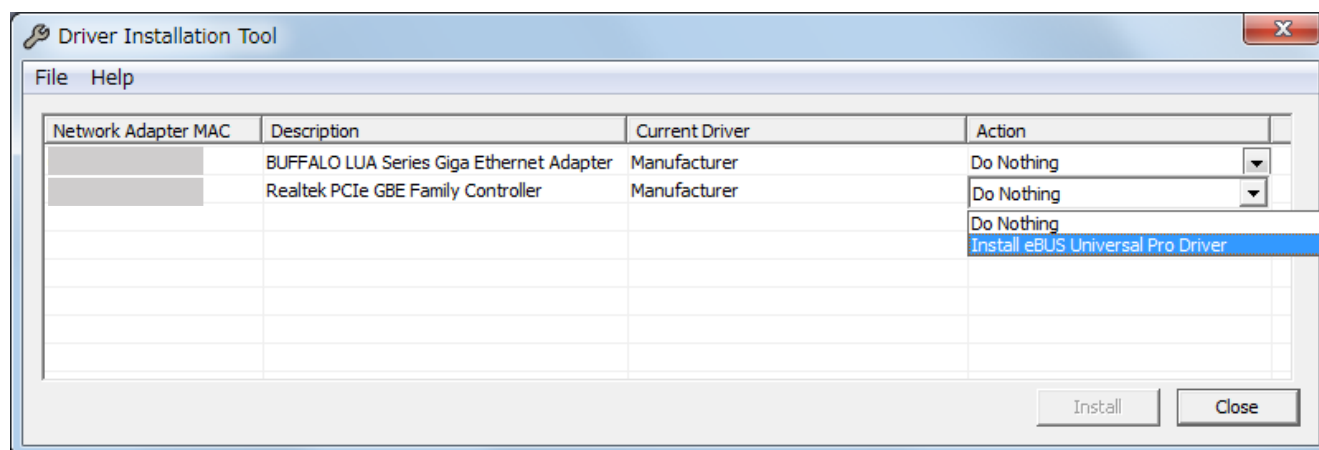 Driver Installation Tool
File Help
Network Adapter MAC Description Current Driver Action
BUFFALO LUA Series Giga Ethernet Adapter Manufacturer Do Nothing
Realtek PCIe GBE Family Controller Manufacturer Do Nothing
Do Nothing
Install eBUS Universal Pro Driver
Install Close